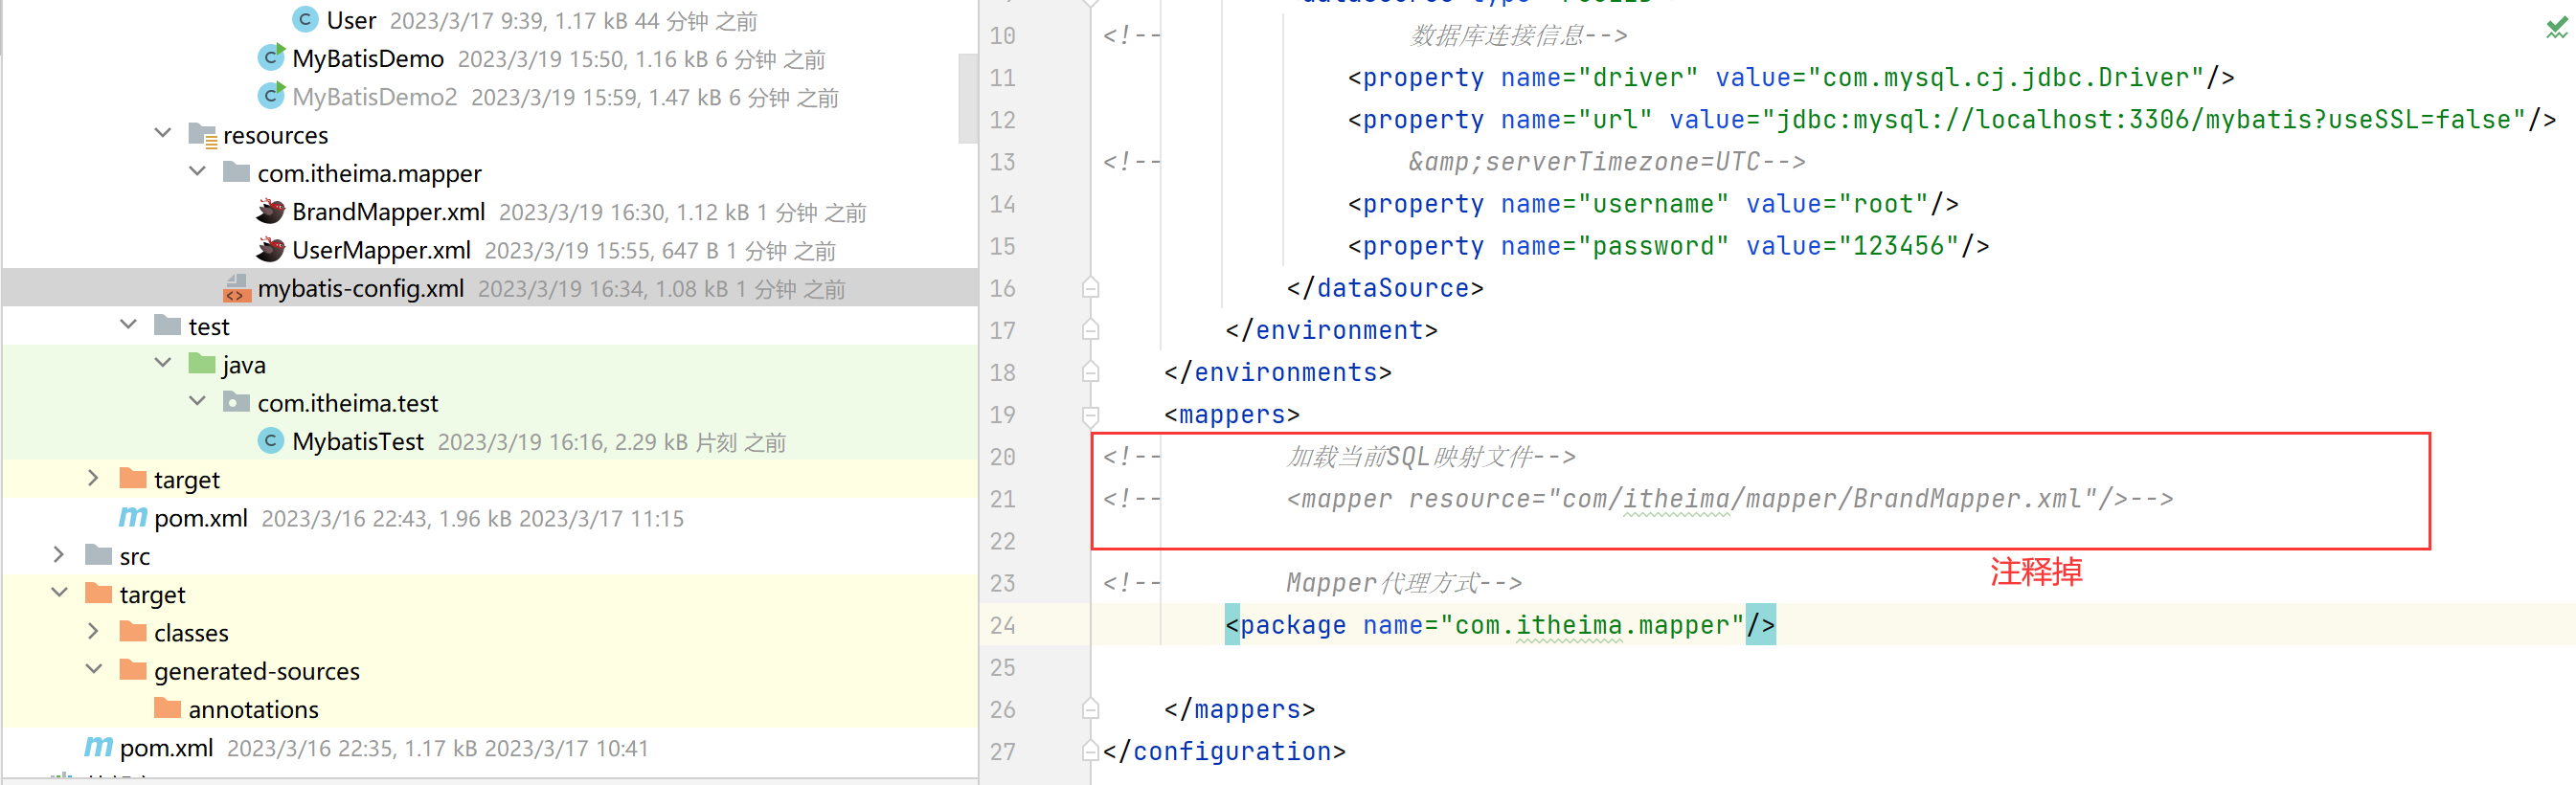 User 2023/3/17 9:39, 1.17 kB 44 分钟 之前
MyBatisDemo 2023/3/19 15:50, 1.16 kB 6 分钟 之前
MyBatisDemo2 2023/3/19 15:59, 1.47 kB 6 分钟 之前
resources
com.itheima.mapper
BrandMapper.xml 2023/3/19 16:30, 1.12 kB 1 分钟 之前
UserMapper.xml 2023/3/19 15:55, 647 B 1 分钟 之前
mybatis-config.xml 2023/3/19 16:34, 1.08 kB 1 分钟 之前
test
java
com.itheima.test
MybatisTest 2023/3/19 16:16, 2.29 kB 片刻 之前
target
pom.xml 2023/3/16 22:43, 1.96 kB 2023/3/17 11:15
src
target
classes
generated-sources
annotations
pom.xml 2023/3/16 22:35, 1.17 kB 2023/3/17 10:41
10 <!-- 数据库连接信息-->
11 <property name="driver" value="com.mysql.cj.jdbc.Driver"/>
12 <property name="url" value="jdbc:mysql://localhost:3306/mybatis?useSSL=false"/>
13 <!-- &amp;serverTimezone=UTC-->
14 <property name="username" value="root"/>
15 <property name="password" value="123456"/>
16 </dataSource>
17 </environment>
18 </environments>
19 <mappers>
20 <!-- 加载当前SQL映射文件-->
21 <!-- <mapper resource="com/itheima/mapper/BrandMapper.xml"/>-->
22
注释掉
23 <!-- Mapper代理方式-->
24 <package name="com.itheima.mapper"/>
25
26 </mappers>
27 </configuration>